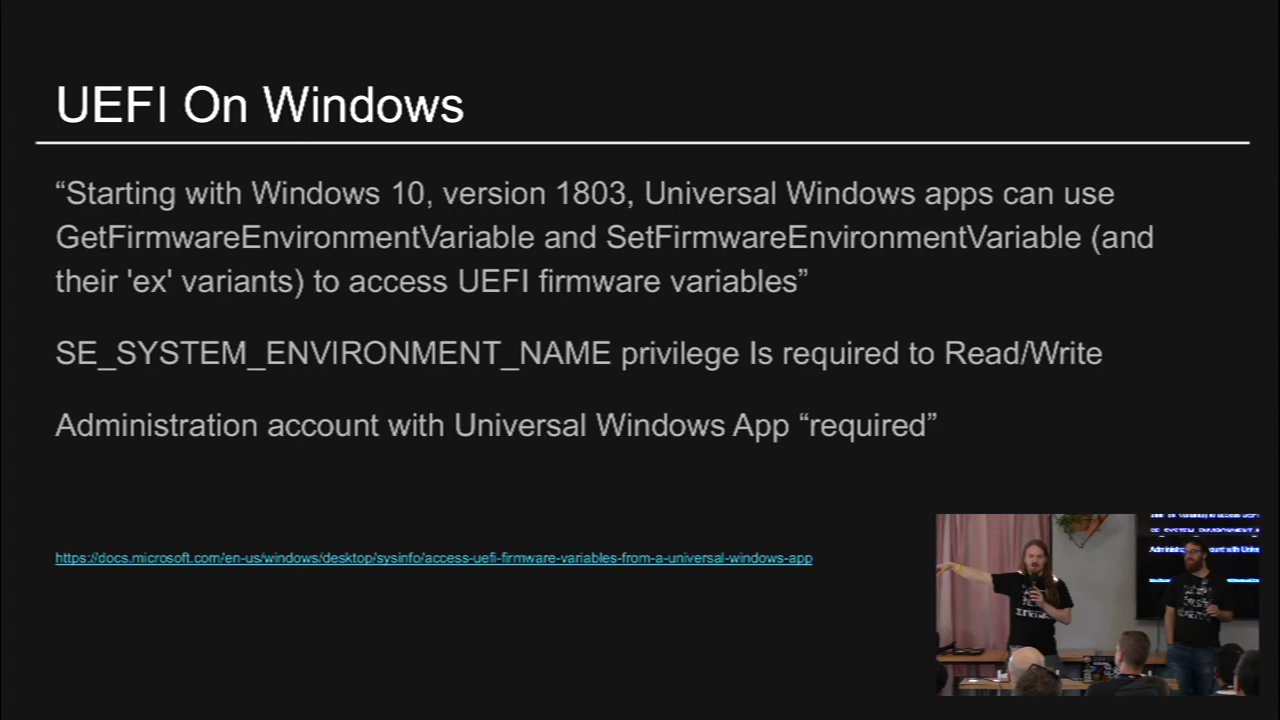 UEFI On Windows
“Starting with Windows 10, version 1803, Universal Windows apps can use
GetFirmwareEnvironmentVariable and SetFirmwareEnvironmentVariable (and
their 'ex' variants) to access UEFI firmware variables”
SE_SYSTEM_ENVIRONMENT_NAME privilege Is required to Read/Write
Administration account with Universal Windows App “required”
https://docs.microsoft.com/en-us/windows/desktop/sysinfo/access-uefi-firmware-variables-from-a-universal-windows-app